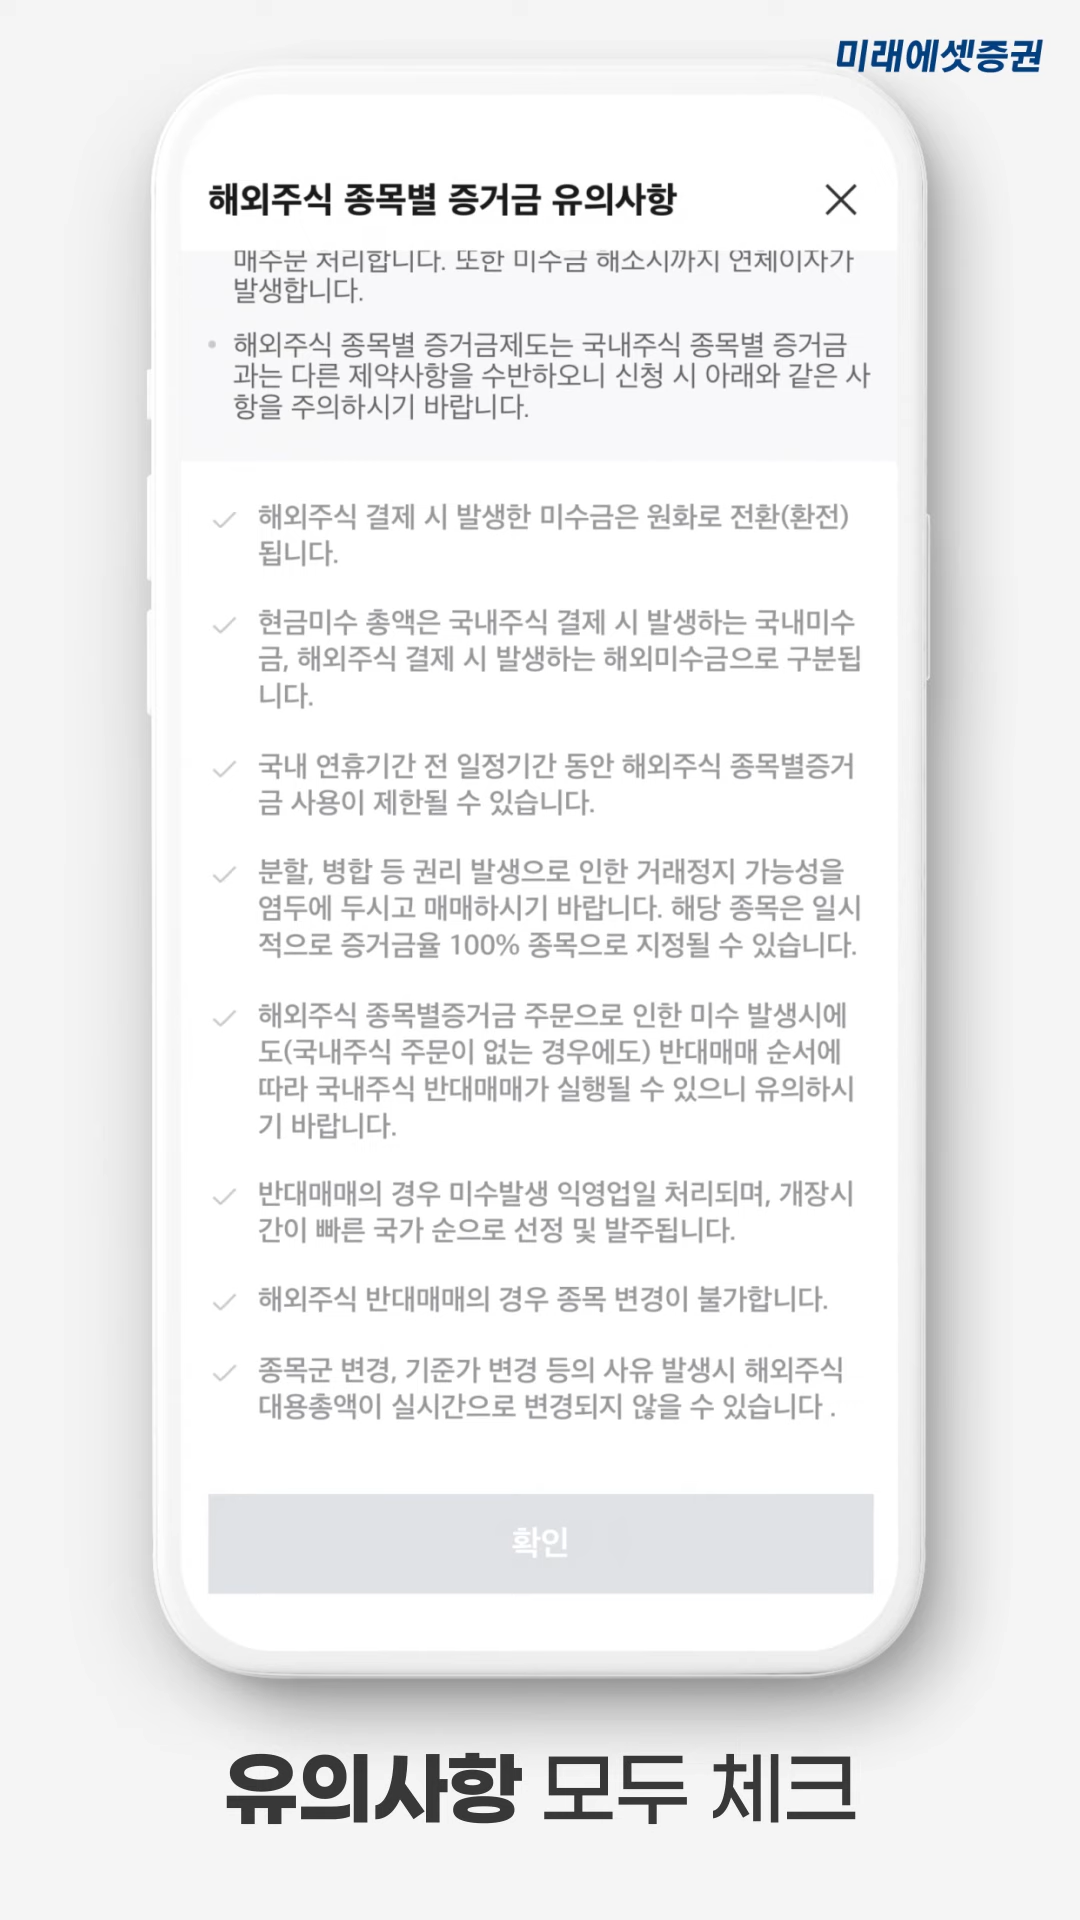 미래에셋증권
해외주식 종목별 증거금 유의사항
매주문 처리합니다. 또한 미수금 해소시까지 연체이자가
발생합니다.
• 해외주식 종목별 증거금제도는 국내주식 종목별 증거금
과는 다른 제약사항을 수반하오니 신청 시 아래와 같은 사
항을 주의하시기 바랍니다.
해외주식 결제 시 발생한 미수금은 원화로 전환(환전)
됩니다.
현금미수 총액은 국내주식 결제 시 발생하는 국내미수
금, 해외주식 결제 시 발생하는 해외미수금으로 구분됩
니다.
국내 연휴기간 전 일정기간 동안 해외주식 종목별증거
금 사용이 제한될 수 있습니다.
분할, 병합 등 권리 발생으로 인한 거래정지 가능성을
염두에 두시고 매매하시기 바랍니다. 해당 종목은 일시
적으로 증거금율 100% 종목으로 지정될 수 있습니다.
해외주식 종목별증거금 주문으로 인한 미수 발생시에
도(국내주식 주문이 없는 경우에도) 반대매매 순서에
따라 국내주식 반대매매가 실행될 수 있으니 유의하시
기 바랍니다.
반대매매의 경우 미수발생 익영업일 처리되며, 개장시
간이 빠른 국가 순으로 선정 및 발주됩니다.
해외주식 반대매매의 경우 종목 변경이 불가합니다.
종목군 변경, 기준가 변경 등의 사유 발생시 해외주식
대용총액이 실시간으로 변경되지 않을 수 있습니다 .
확인
유의사항 모두 체크